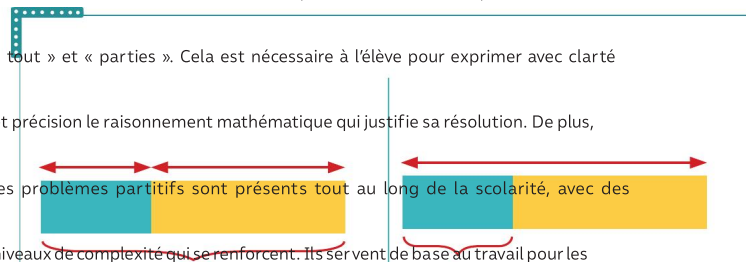 tout » et « parties ». Cela est nécessaire à l'élève pour exprimer avec clarté
t précision le raisonnement mathématique qui justifie sa résolution. De plus,
es problèmes partitifs sont présents tout au long de la scolarité, avec des
niveaux de complexité qui se renforcent. Ils servent de base au travail pour les